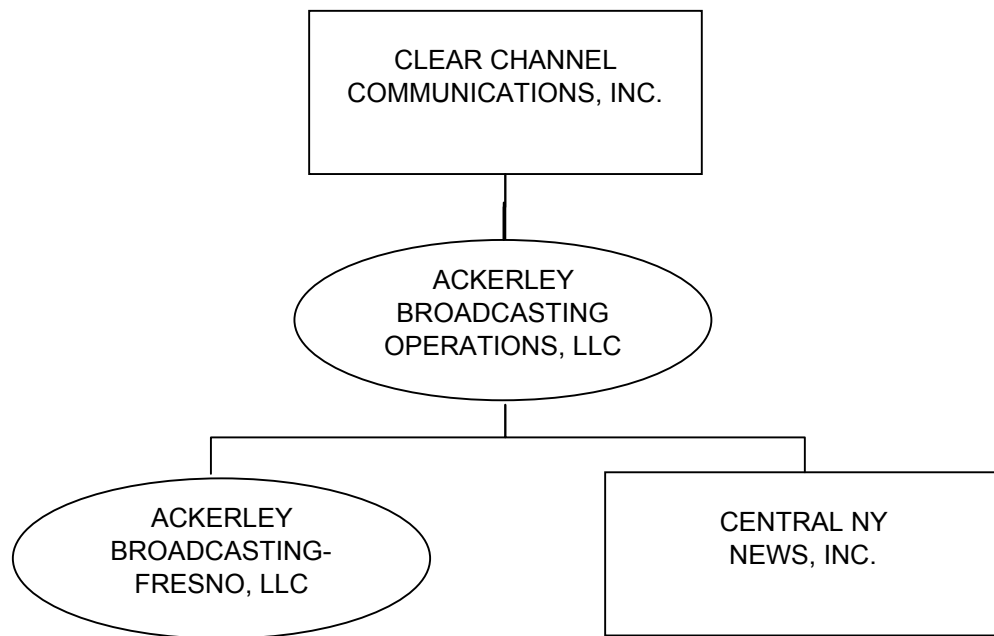 CLEAR CHANNEL
COMMUNICATIONS, INC.
ACKERLEY
BROADCASTING
OPERATIONS, LLC
ACKERLEY
BROADCASTING-
FRESNO, LLC
CENTRAL NY
NEWS, INC.